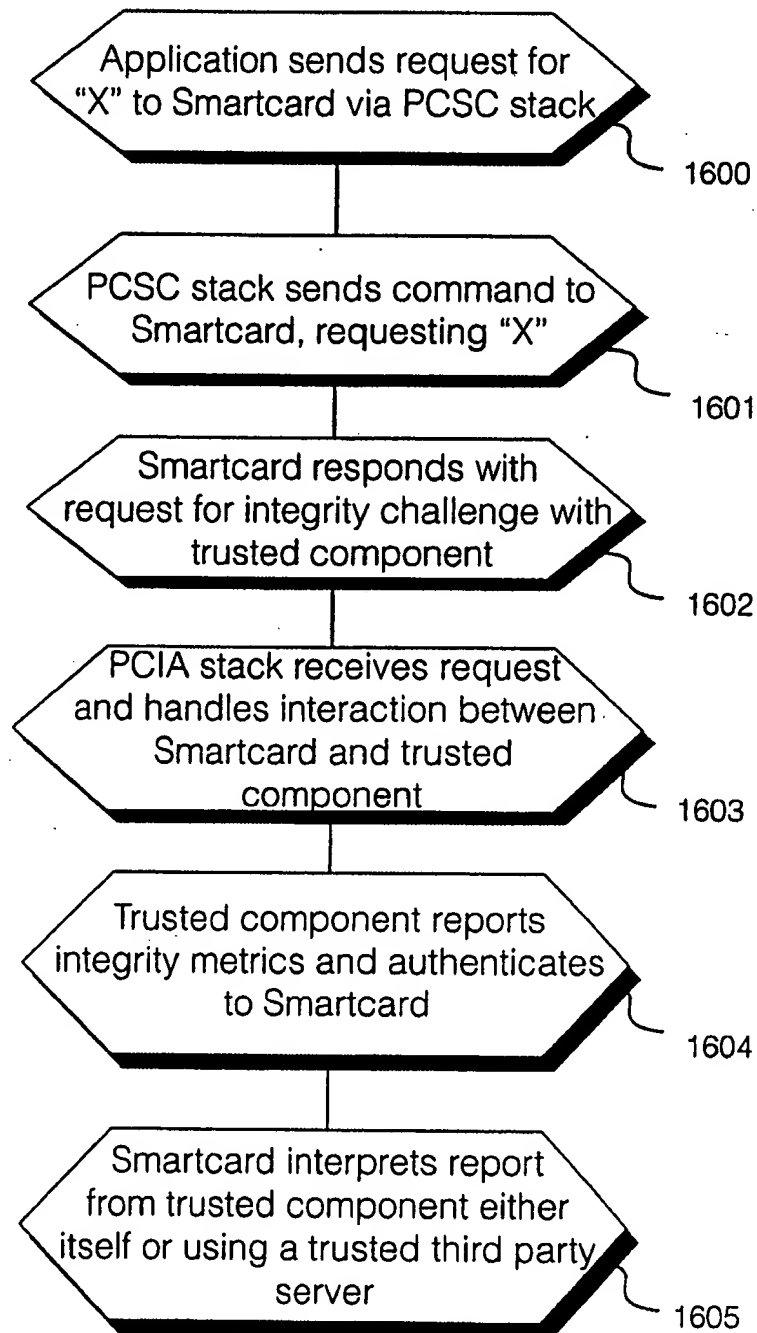 Application sends request for
“X” to Smartcard via PCSC stack
1600
PCSC stack sends command to
Smartcard, requesting “X”
1601
Smartcard responds with
request for integrity challenge with
trusted component
1602
PCIA stack receives request
and handles interaction between
Smartcard and trusted
component
1603
Trusted component reports
integrity metrics and authenticates
to Smartcard
1604
Smartcard interprets report
from trusted component either
itself or using a trusted third party
server
1605